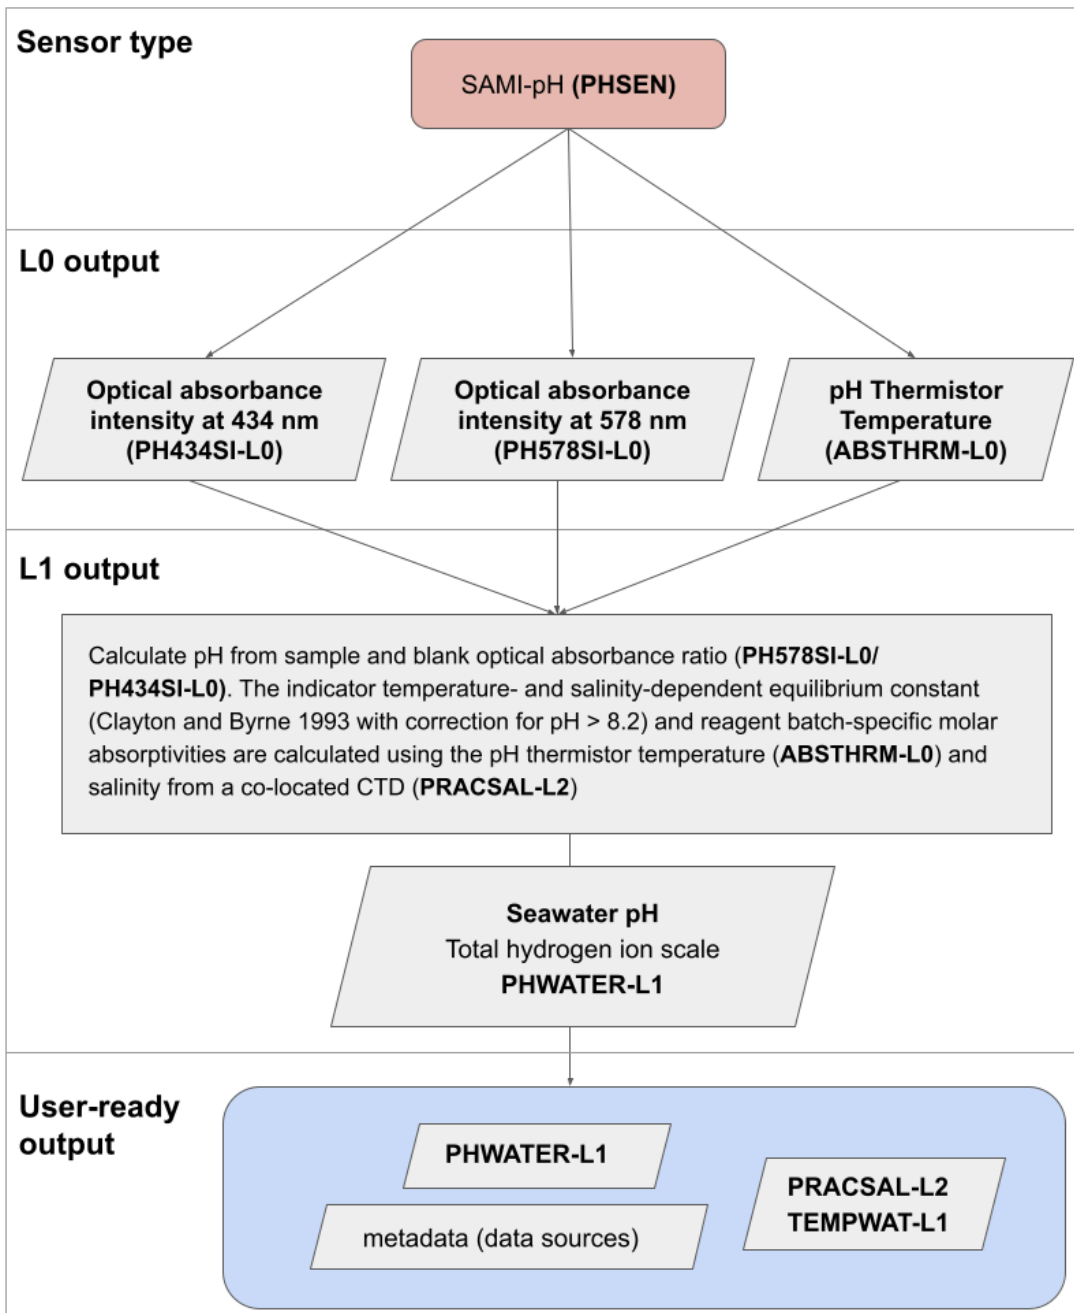 Sensor type
SAMI-pH (PHSEN)
L0 output
Optical absorbance
intensity at 434 nm
(PH434SI-L0)
Optical absorbance
intensity at 578 nm
(PH578SI-L0)
pH Thermistor
Temperature
(ABSTHRM-L0)
L1 output
Calculate pH from sample and blank optical absorbance ratio (PH578SI-L0/
PH434SI-L0). The indicator temperature- and salinity-dependent equilibrium constant
(Clayton and Byrne 1993 with correction for pH > 8.2) and reagent batch-specific molar
absorptivities are calculated using the pH thermistor temperature (ABSTHRM-L0) and
salinity from a co-located CTD (PRACSAL-L2)
Seawater pH
Total hydrogen ion scale
PHWATER-L1
User-ready
output
PHWATER-L1
metadata (data sources)
PRACSAL-L2
TEMPWAT-L1